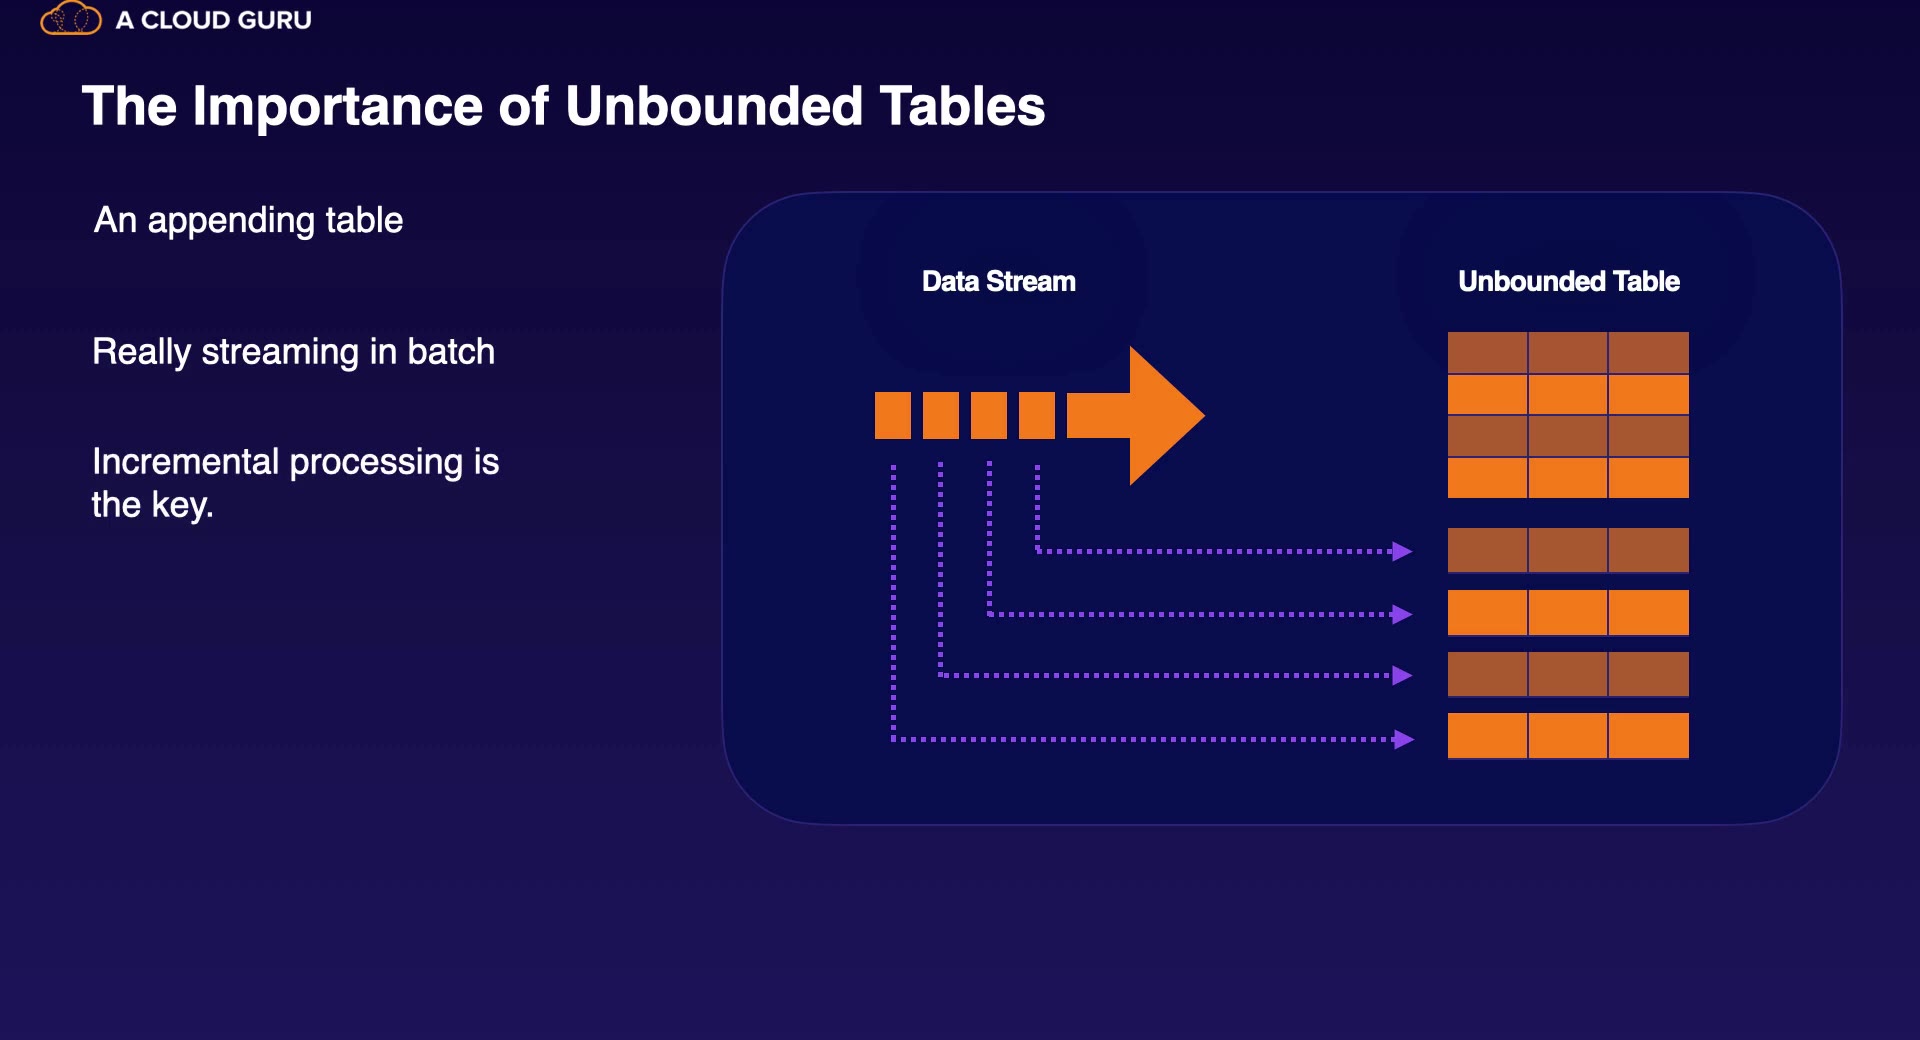 A CLOUD GURU
The Importance of Unbounded Tables
An appending table
Really streaming in batch
Incremental processing is
the key.
Data Stream
Unbounded Table